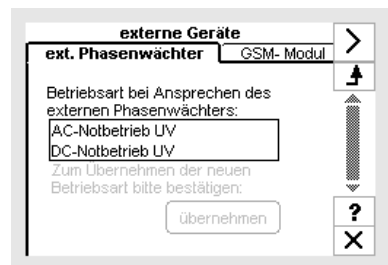 externe Geräte
ext. Phasenwächter
GSM- Modul
Betriebsart bei Ansprechen des
externen Phasenwächters:
AC-Notbetrieb UV
DC-Notbetrieb UV
Zum Übernehmen der neuen
Betriebsart bitte bestätigen:
übernehmen
?